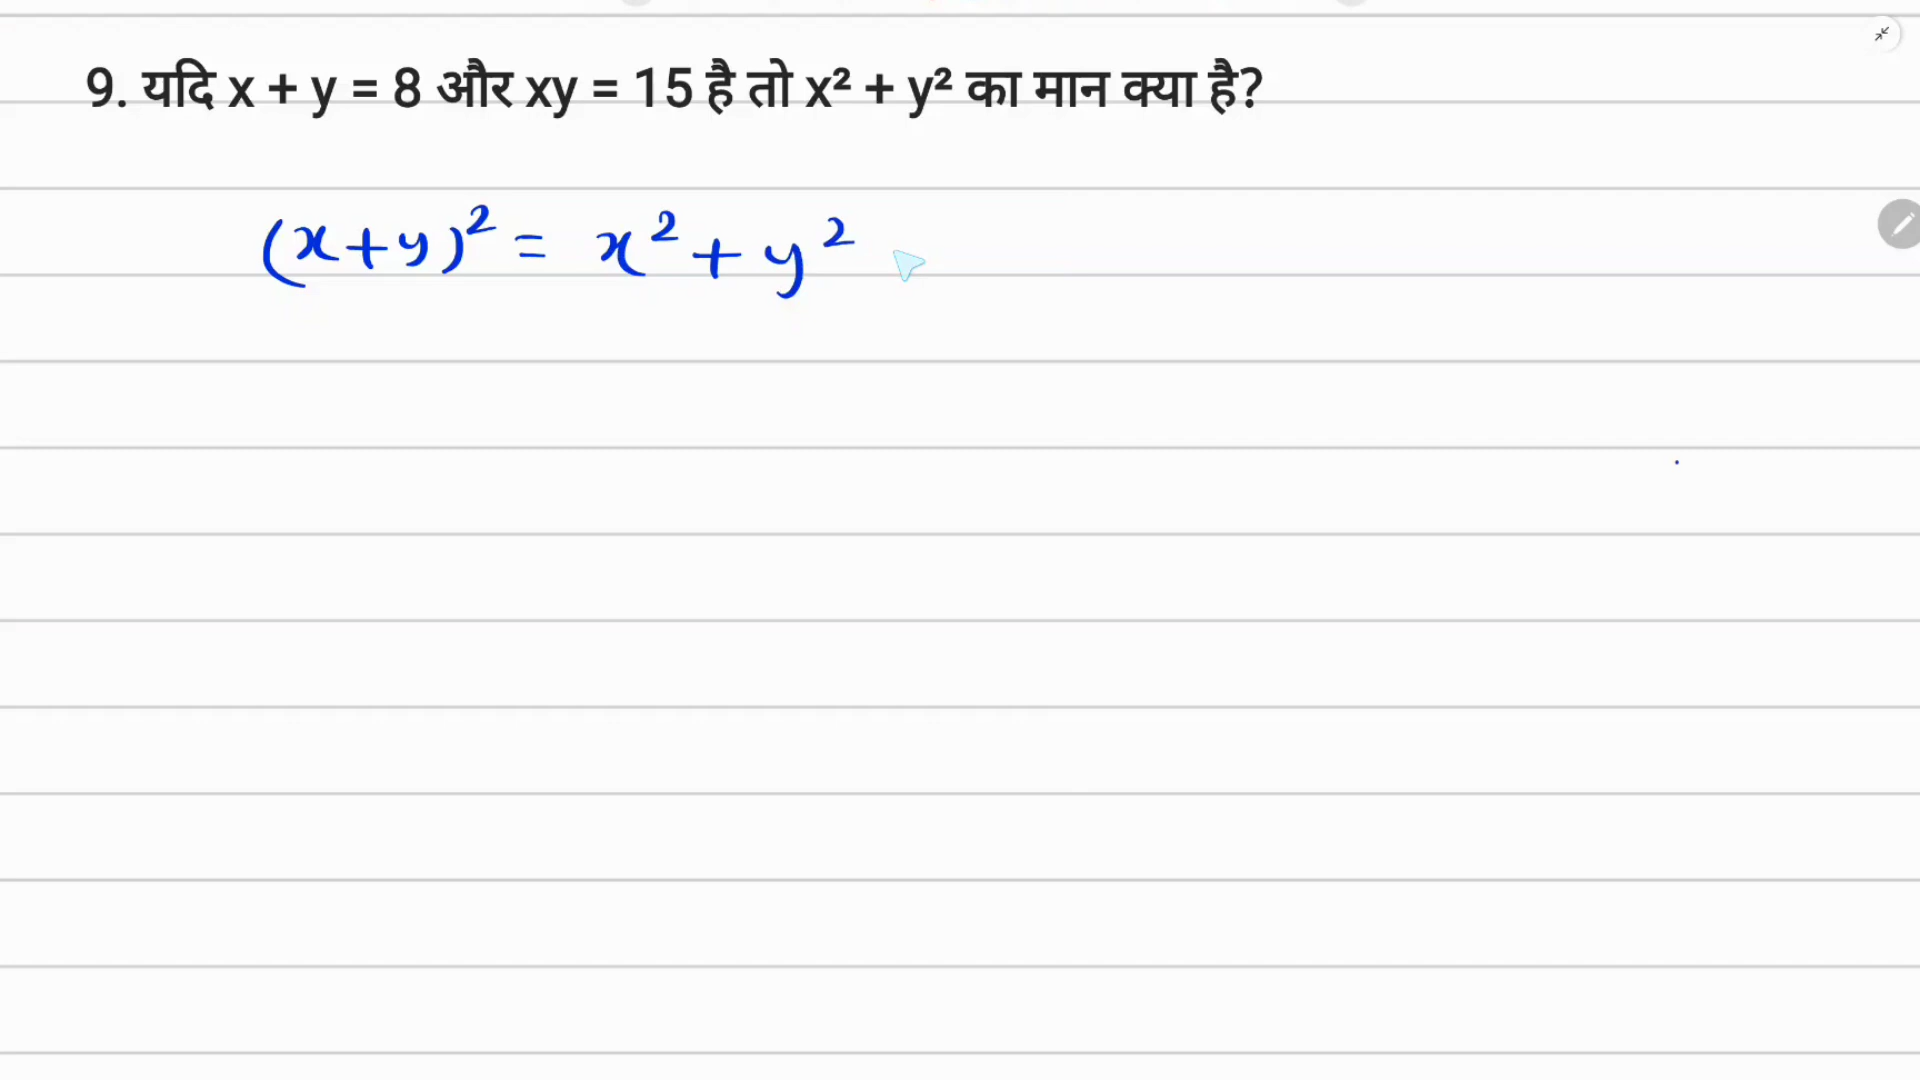 9. यदि x + y = 8 और xy = 15 है तो x² + y² का मान क्या है?
(x+y)² = x² + y²